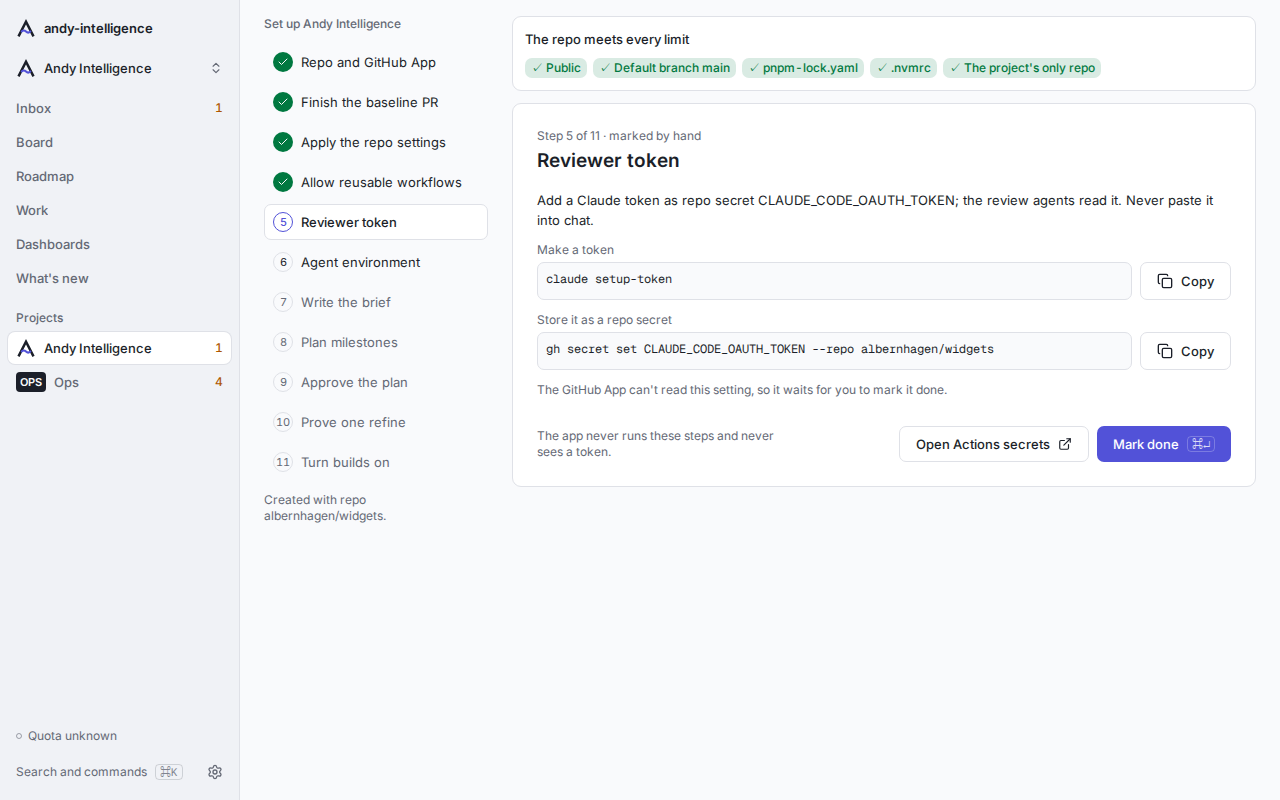 andy-intelligence
Andy Intelligence
Inbox 1
Board
Roadmap
Work
Dashboards
What's new
Projects
Andy Intelligence 1
OPS Ops 4
Quota unknown
Search and commands ⌘K
Set up Andy Intelligence
Repo and GitHub App
Finish the baseline PR
Apply the repo settings
Allow reusable workflows
5 Reviewer token
6 Agent environment
7 Write the brief
8 Plan milestones
9 Approve the plan
10 Prove one refine
11 Turn builds on
Created with repo
albernhagen/widgets.
The repo meets every limit
✓ Public ✓ Default branch main ✓ pnpm-lock.yaml ✓ .nvmrc ✓ The project's only repo
Step 5 of 11 · marked by hand
Reviewer token
Add a Claude token as repo secret CLAUDE_CODE_OAUTH_TOKEN; the review agents read it. Never paste it
into chat.
Make a token
claude setup-token Copy
Store it as a repo secret
gh secret set CLAUDE_CODE_OAUTH_TOKEN --repo albernhagen/widgets Copy
The GitHub App can't read this setting, so it waits for you to mark it done.
The app never runs these steps and never
sees a token.
Open Actions secrets Mark done ⌘↵